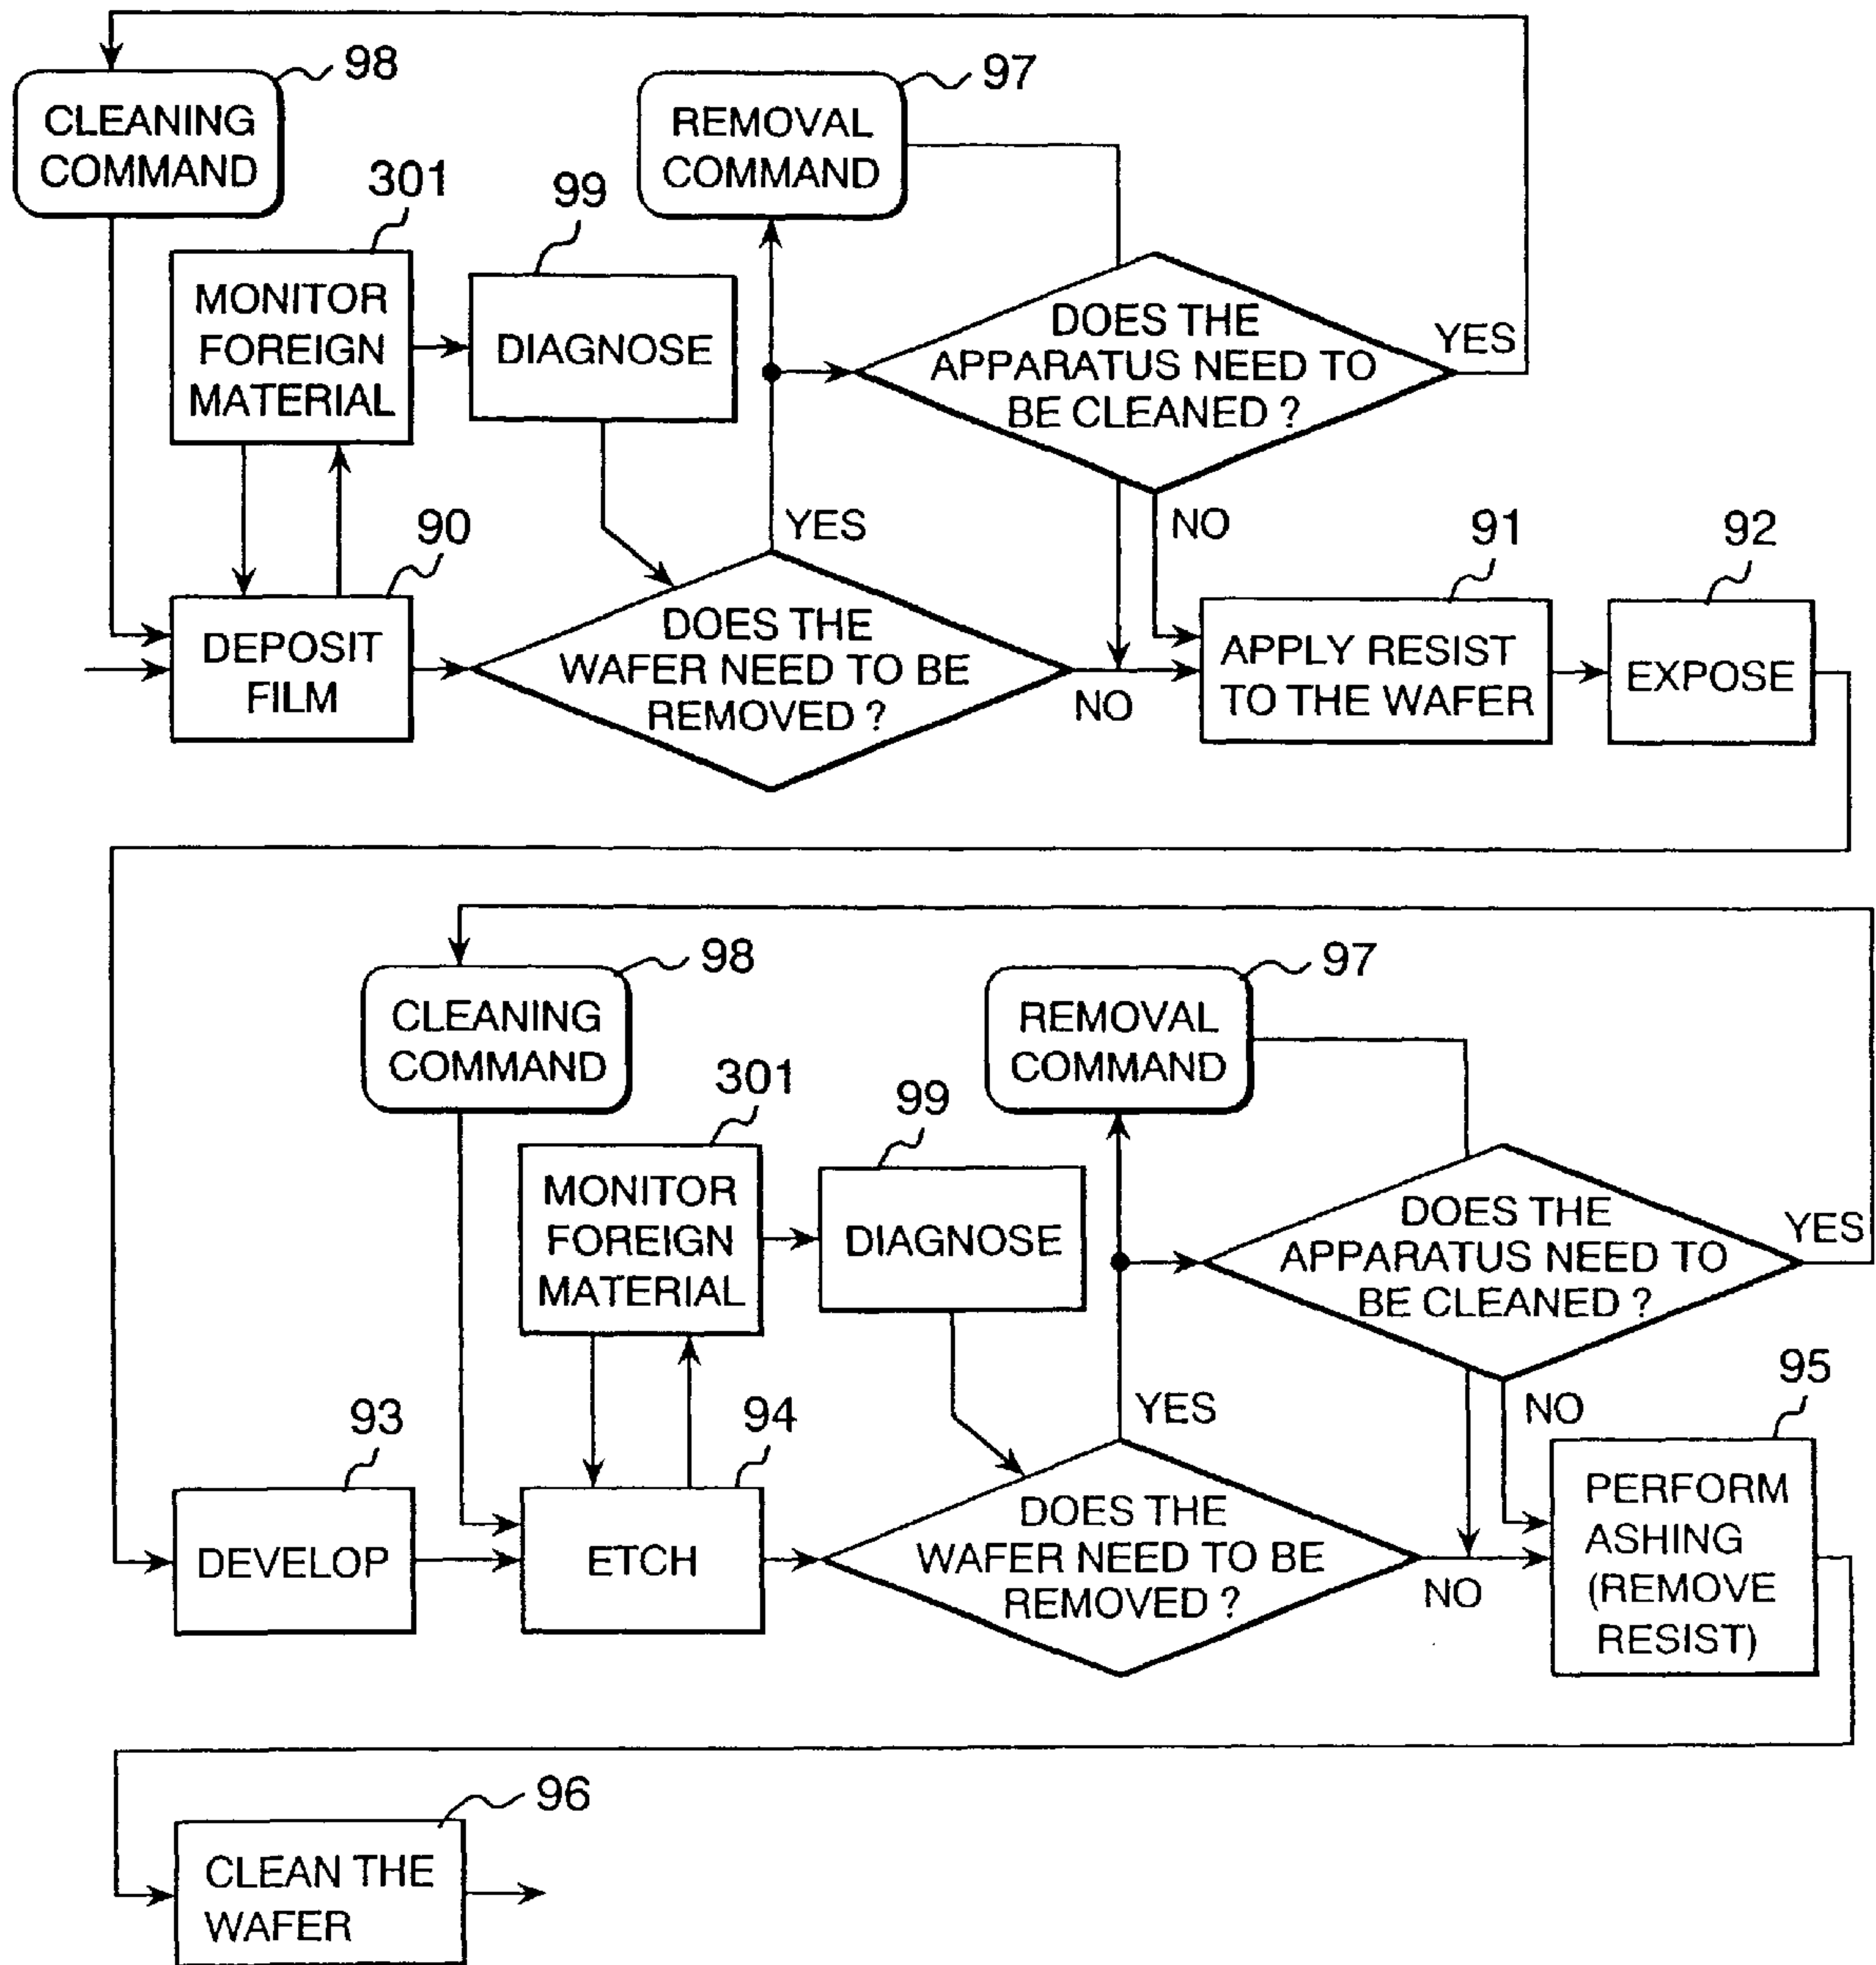 98
CLEANING
COMMAND
97
REMOVAL
COMMAND
301
MONITOR
FOREIGN
MATERIAL
99
DIAGNOSE
DOES THE
APPARATUS NEED TO
BE CLEANED ?
YES
NO
YES
90
DEPOSIT
FILM
DOES THE
WAFER NEED TO BE
REMOVED ?
NO
91
APPLY RESIST
TO THE WAFER
92
EXPOSE
98
CLEANING
COMMAND
97
REMOVAL
COMMAND
301
MONITOR
FOREIGN
MATERIAL
99
DIAGNOSE
DOES THE
APPARATUS NEED TO
BE CLEANED ?
YES
NO
YES
93
DEVELOP
94
ETCH
DOES THE
WAFER NEED TO BE
REMOVED ?
NO
95
PERFORM
ASHING
(REMOVE
RESIST)
96
CLEAN THE
WAFER